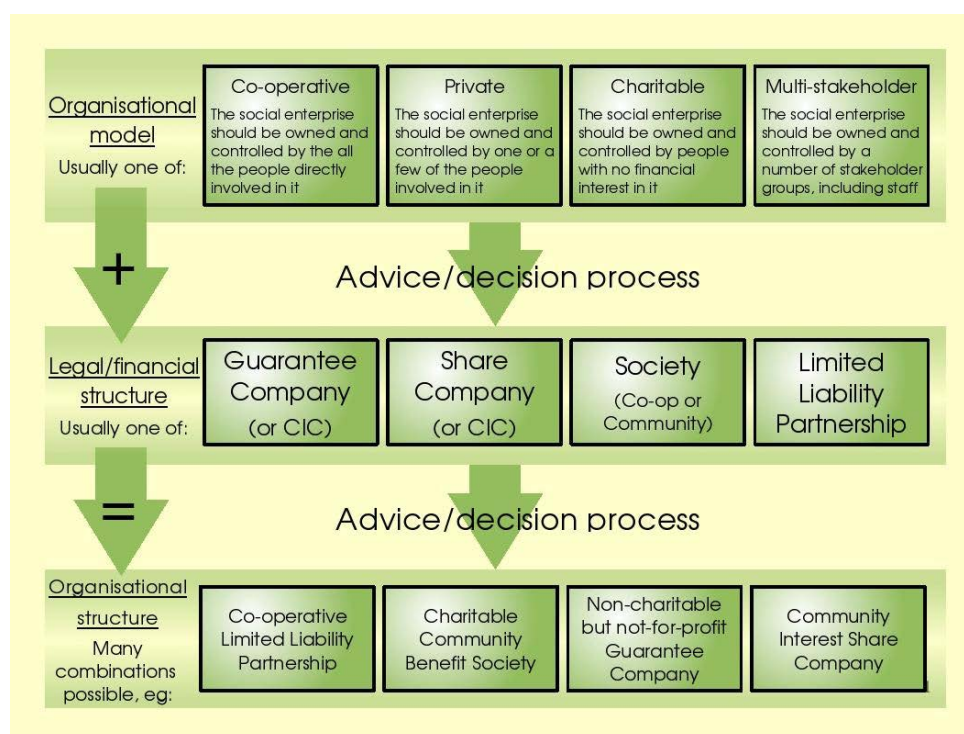 Organisational
model
Usually one of:
Co-operative
The social enterprise
should be owned and
controlled by the all
the people directly
involved in it
Private
The social enterprise
should be owned and
controlled by one or a
few of the people
involved in it
Charitable
The social enterprise
should be owned and
controlled by people
with no financial
interest in it
Multi-stakeholder
The social enterprise
should be owned and
controlled by a
number of stakeholder
groups, including staff
+
Advice/decision process
Legal/financial
structure
Usually one of:
Guarantee
Company
(or CIC)
Share
Company
(or CIC)
Society
(Co-op or
Community)
Limited
Liability
Partnership
=
Advice/decision process
Organisational
structure
Many
combinations
possible, eg:
Co-operative
Limited Liability
Partnership
Charitable
Community
Benefit Society
Non-charitable
but not-for-profit
Guarantee
Company
Community
Interest Share
Company